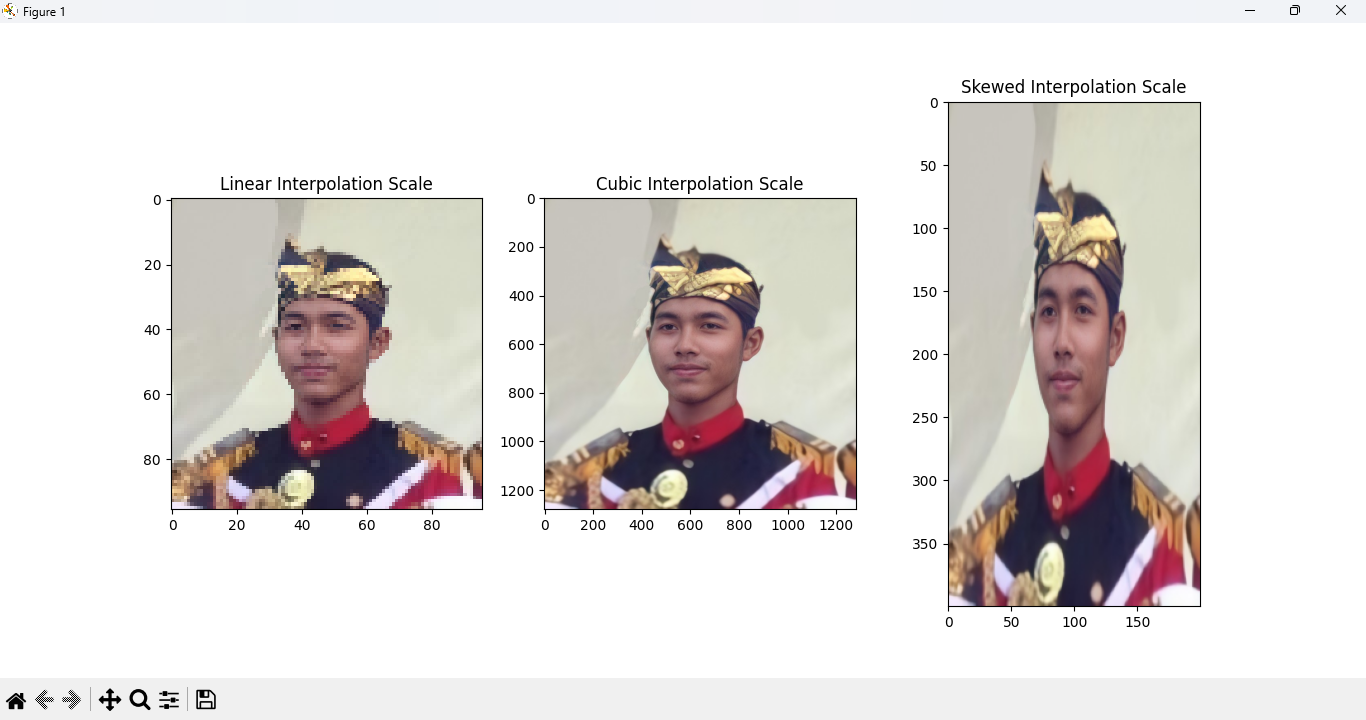 Figure 1
Linear Interpolation Scale
0
20
40
60
80
0 20 40 60 80
Cubic Interpolation Scale
0
200
400
600
800
1000
1200
0 200 400 600 800 1000 1200
Skewed Interpolation Scale
0
50
100
150
200
250
300
350
0 50 100 150